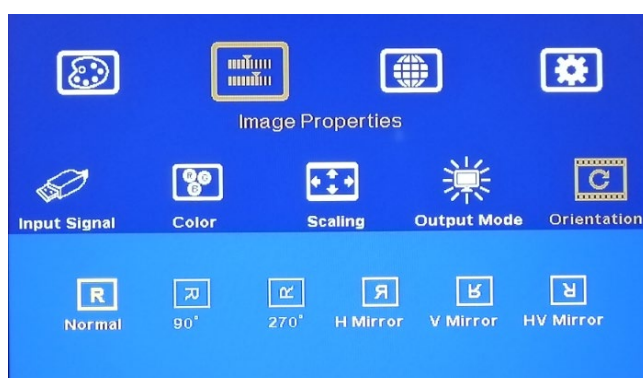 Image Properties
R G B
Input Signal Color Scaling Output Mode Orientation
R R R R R R
Normal 90° 270° H Mirror V Mirror HV Mirror